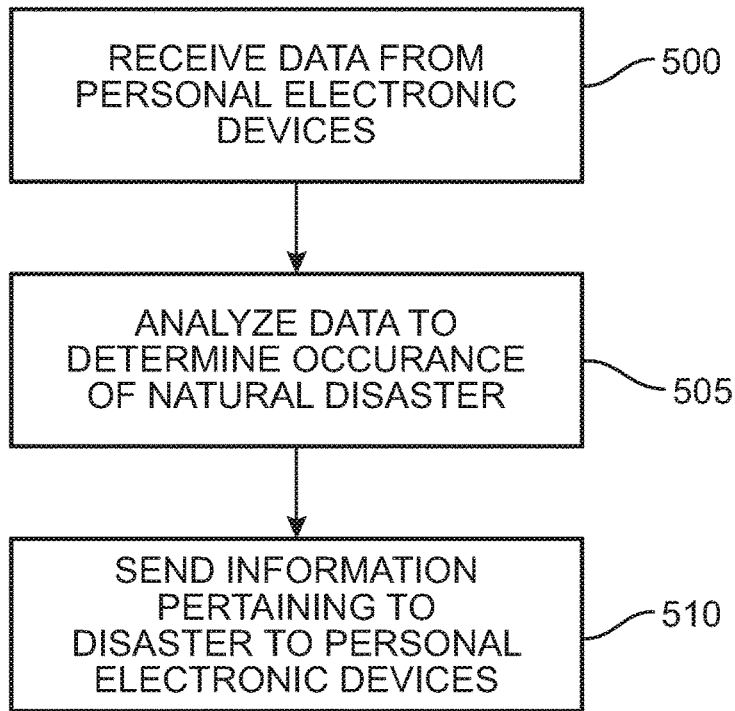 RECEIVE DATA FROM
PERSONAL ELECTRONIC
DEVICES
500
ANALYZE DATA TO
DETERMINE OCCURANCE
OF NATURAL DISASTER
505
SEND INFORMATION
PERTAINING TO
DISASTER TO PERSONAL
ELECTRONIC DEVICES
510